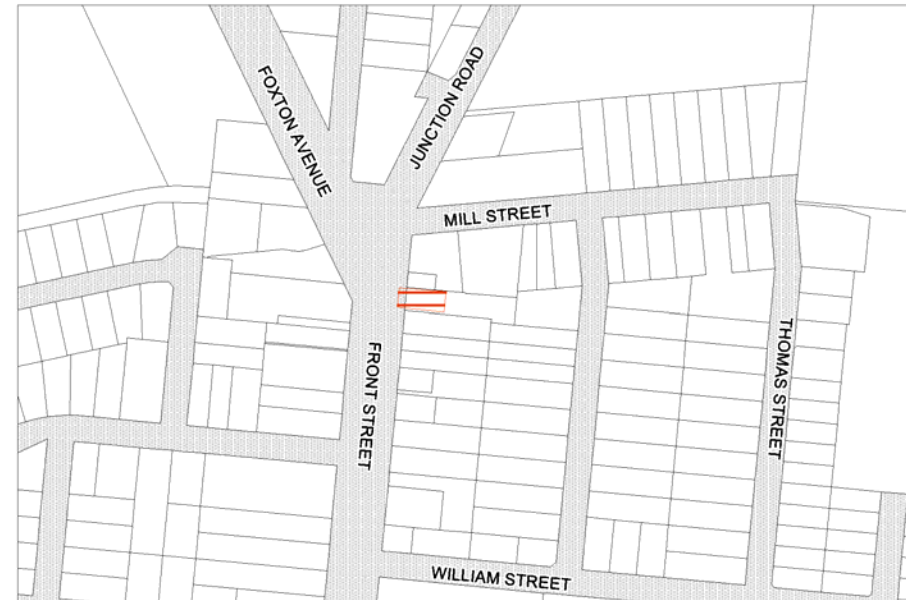 FOXTON AVENUE
JUNCTION ROAD
MILL STREET
FRONT STREET
THOMAS STREET
WILLIAM STREET